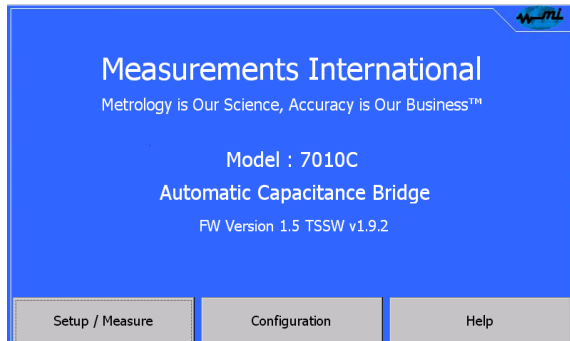 mi
Measurements International
Metrology is Our Science, Accuracy is Our Business™
Model : 7010C
Automatic Capacitance Bridge
FW Version 1.5 TSSW v1.9.2
Setup / Measure
Configuration
Help